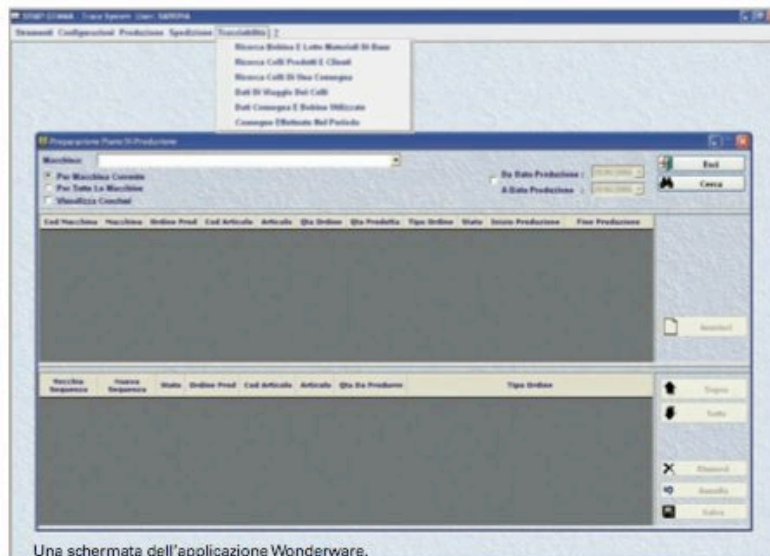 Trace System User:
Strumenti Configurazioni Produzione Spedizione Tracciabilità ?
Ricerca Bobina E Lotto Materiali Di Base
Ricerca Colli Prodotti E Clienti
Ricerca Colli Di Una Consegna
Dati Di Viaggio Dei Colli
Dati Consegna E Bobine Utilizzate
Consegne Effettuate Nel Periodo
Preparazione Piano Di Produzione
Macchina:
Per Macchina Corrente
Per Tutte Le Macchine
Visualizza Conclusi
Da Data Produzione :
A Data Produzione :
Esci
Cerca
Cod Macchina Macchina Ordine Prod Cod Articolo Articolo Qta Ordine Qta Prodotta Tipo Ordine Stato Inizio Produzione Fine Produzione
Inserisci
Vecchia Sequenza Nuova Sequenza Stato Ordine Prod Cod Articolo Articolo Qta Da Produrre Tipo Ordine
Sopra
Sotto
Rimuovi
Annulla
Salva
Una schermata dell'applicazione Wonderware.